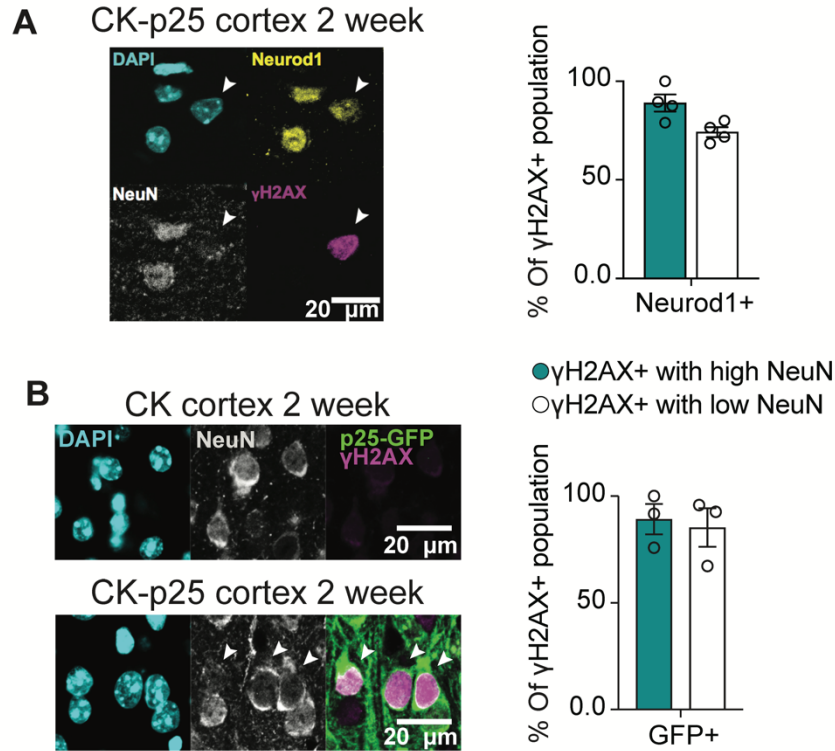 A
CK-p25 cortex 2 week
DAPI
Neurod1
NeuN
γH2AX
20 µm
% Of γH2AX+ population
100
50
0.0
Neurod1+
γH2AX+ with high NeuN
γH2AX+ with low NeuN
B
CK cortex 2 week
DAPI
NeuN
p25-GFP
γH2AX
20 µm
CK-p25 cortex 2 week
20 µm
% Of γH2AX+ population
100
50
0.0
GFP+